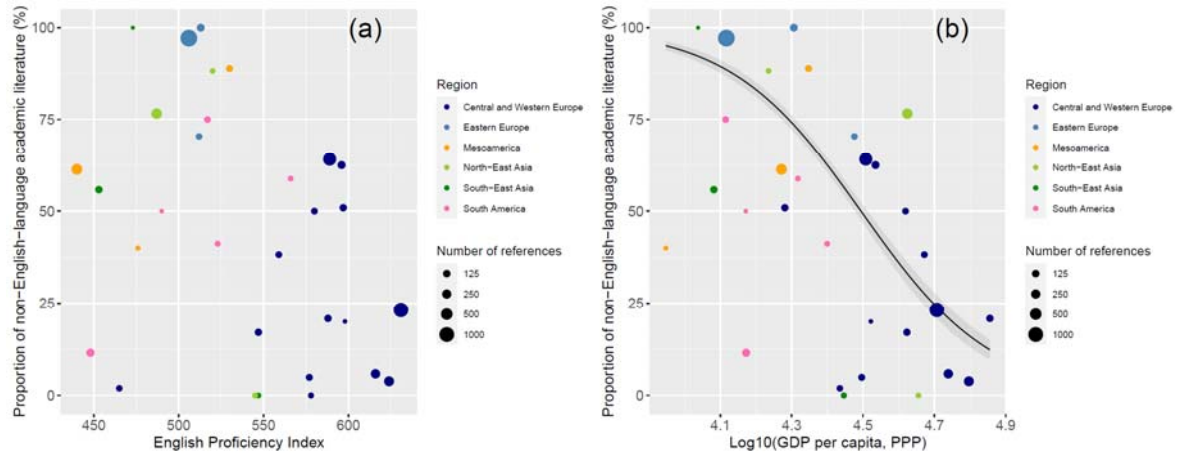 Proportion of non-English-language academic literature (%)
100
75
50
25
0
450
500
550
600
English Proficiency Index
(a)
Region
Central and Western Europe
Eastern Europe
Mesoamerica
North-East Asia
South-East Asia
South America
Number of references
125
250
500
1000
Proportion of non-English-language academic literature (%)
100
75
50
25
0
4.1
4.3
4.5
4.7
4.9
Log10(GDP per capita, PPP)
(b)
Region
Central and Western Europe
Eastern Europe
Mesoamerica
North-East Asia
South-East Asia
South America
Number of references
125
250
500
1000